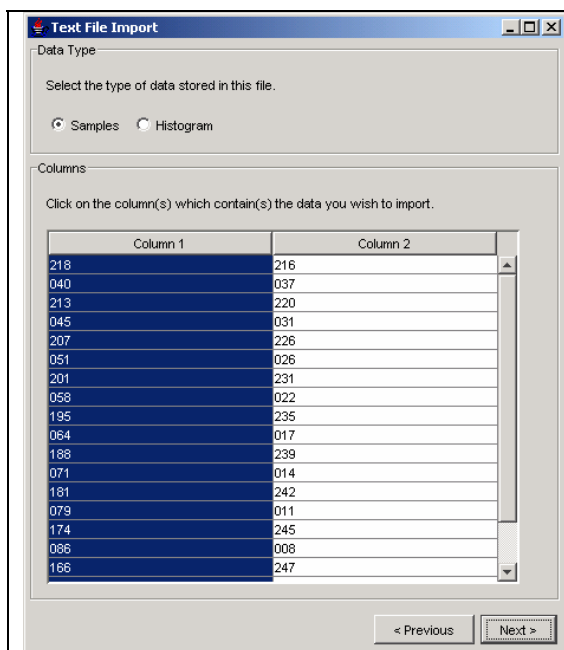 Text File Import
Data Type
Select the type of data stored in this file.
Samples Histogram
Columns
Click on the column(s) which contain(s) the data you wish to import.
Column 1 Column 2
218 216
040 037
213 220
045 031
207 226
051 026
201 231
058 022
195 235
064 017
188 239
071 014
181 242
079 011
174 245
086 008
166 247
< Previous Next >